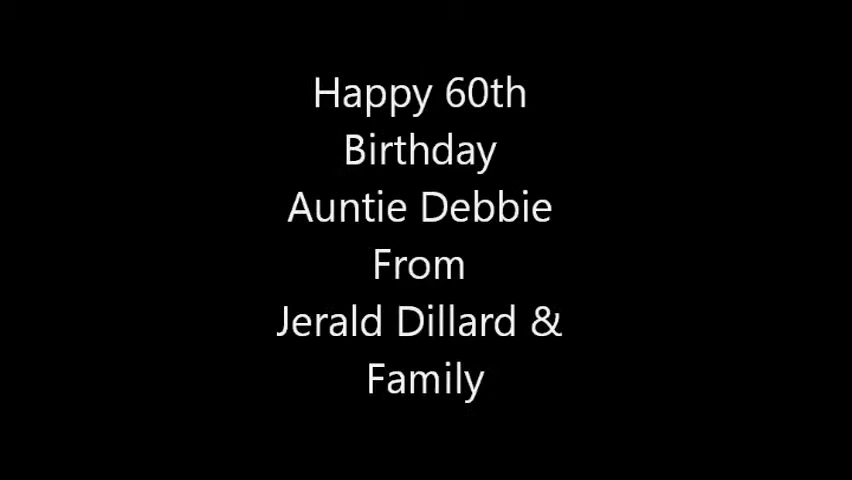 Happy 60th
Birthday
Auntie Debbie
From
Jerald Dillard &
Family